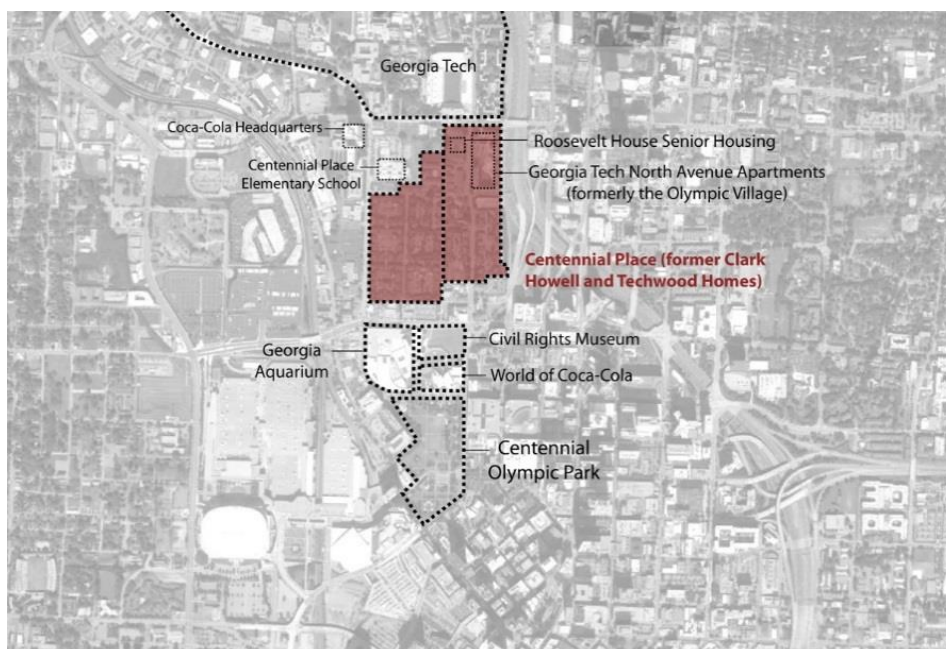 Georgia Tech
Coca-Cola Headquarters
Roosevelt House Senior Housing
Centennial Place
Elementary School
Georgia Tech North Avenue Apartments
(formerly the Olympic Village)
Centennial Place (former Clark
Howell and Techwood Homes)
Civil Rights Museum
Georgia
Aquarium
World of Coca-Cola
Centennial
Olympic Park